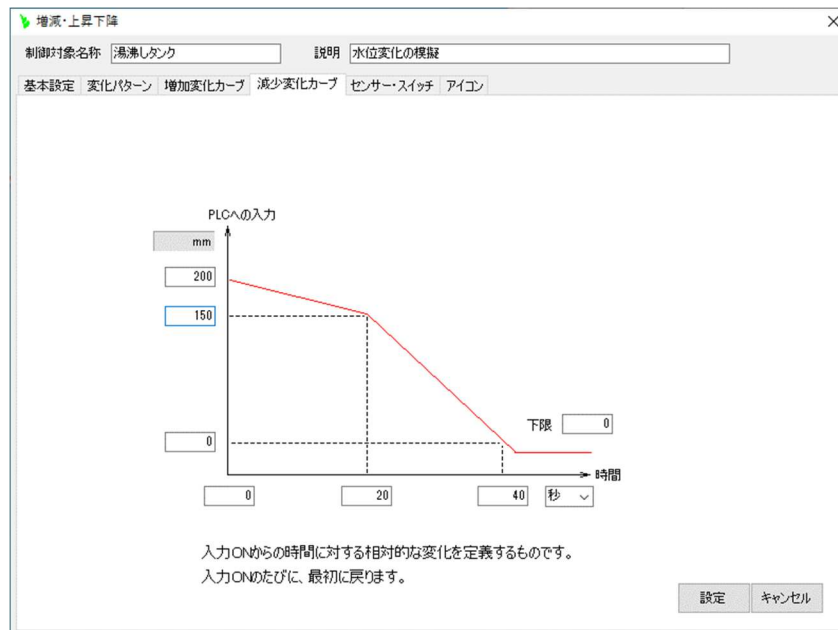 増減・上昇下降
制御対象名称 湯沸しタンク 説明 水位変化の模擬
基本設定 変化パターン 増加変化カーブ 減少変化カーブ センサー・スイッチ アイコン
PLCへの入力
mm
200
150
下限 0
0
時間
0 20 40 秒
入力ONからの時間に対する相対的な変化を定義するものです。
入力ONのたびに、最初に戻ります。
設定 キャンセル